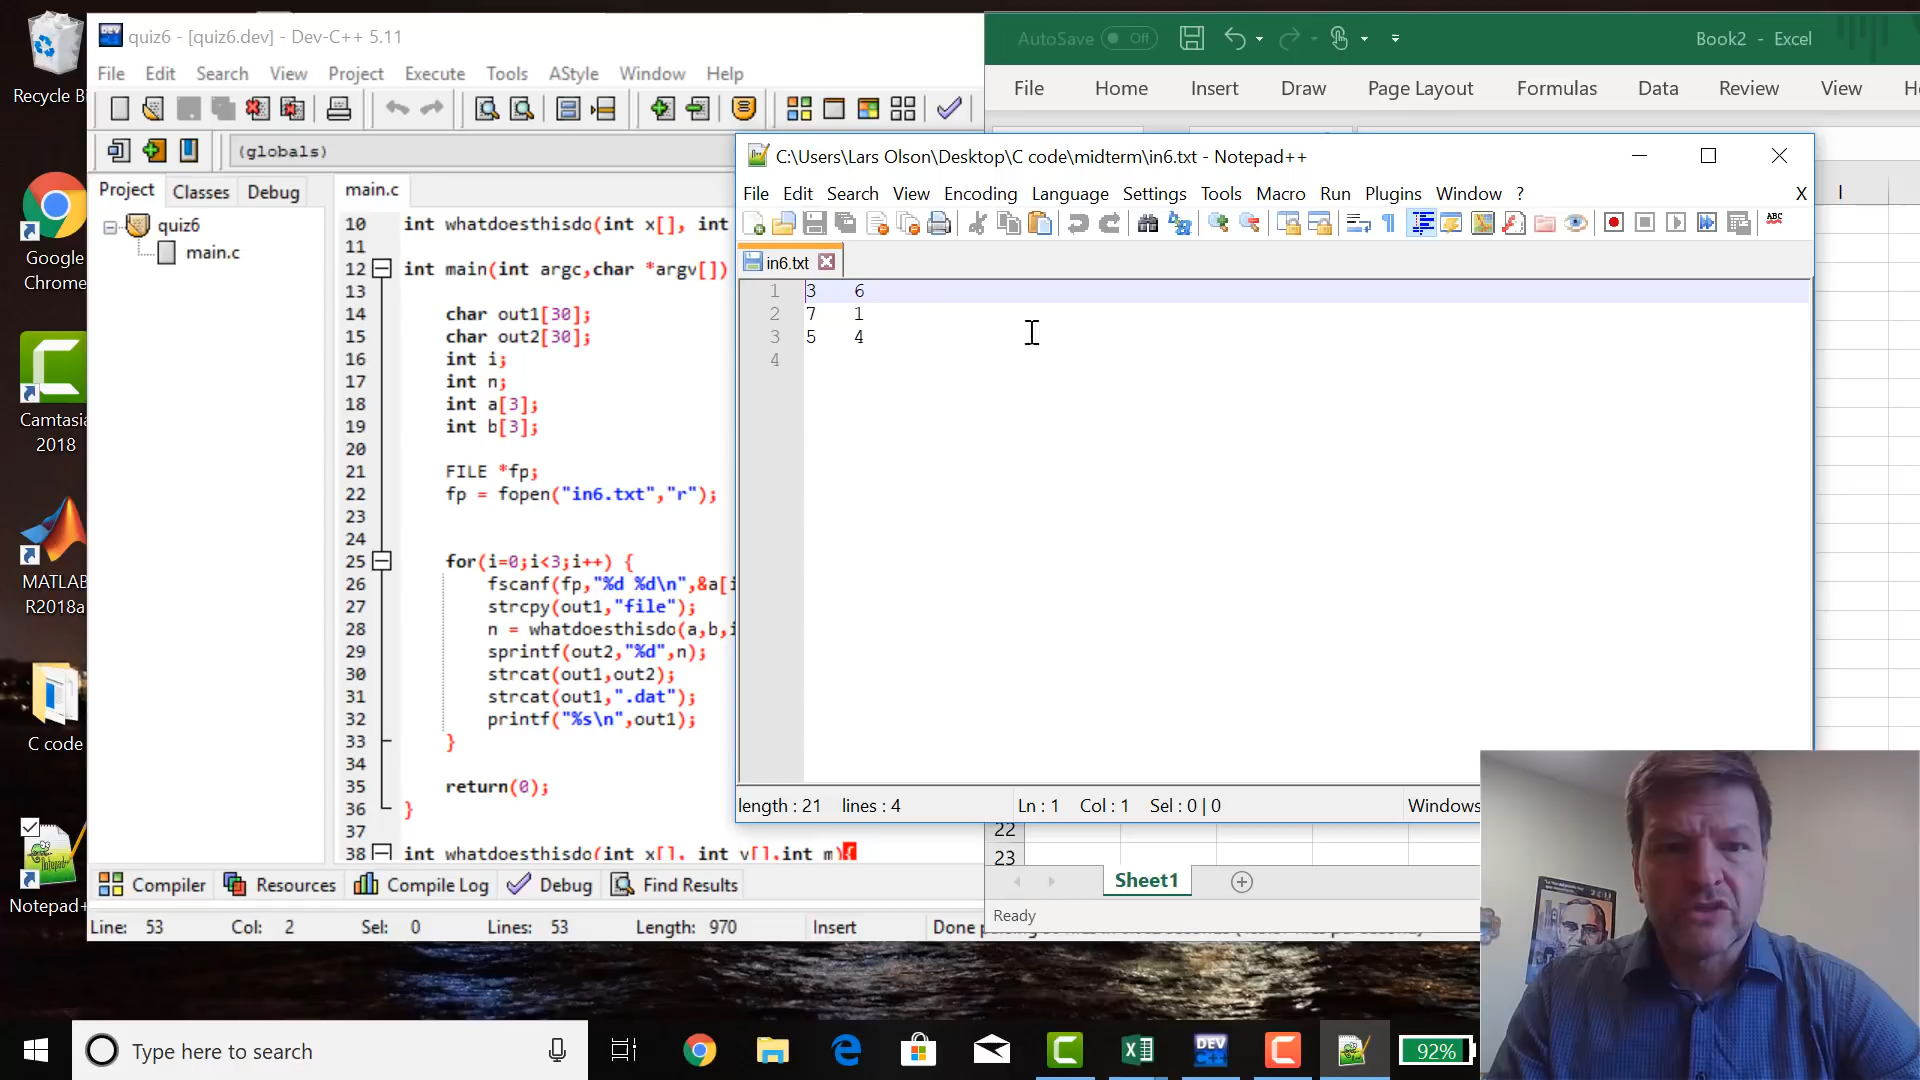 Recycle Bi
Google
Chrome
Camtasia
2018
MATLAB
R2018a
C code
Notepad+
quiz6 - [quiz6.dev] - Dev-C++ 5.11
File Edit Search View Project Execute Tools AStyle Window Help
(globals)
Project Classes Debug
quiz6
main.c
main.c
10 int whatdoesthisdo(int x[], int
11
12 int main(int argc,char *argv[])
13
14 char out1[30];
15 char out2[30];
16 int i;
17 int n;
18 int a[3];
19 int b[3];
20
21 FILE *fp;
22 fp = fopen("in6.txt","r");
23
24
25 for(i=0;i<3;i++) {
26 fscanf(fp,"%d %d\n",&a[i
27 strcpy(out1,"file");
28 n = whatdoesthisdo(a,b,i
29 sprintf(out2,"%d",n);
30 strcat(out1,out2);
31 strcat(out1,".dat");
32 printf("%s\n",out1);
33 }
34
35 return(0);
36 }
37
38 int whatdoesthisdo(int x[], int y[],int m){
Compiler Resources Compile Log Debug Find Results
Line: 53 Col: 2 Sel: 0 Lines: 53 Length: 970 Insert
AutoSave Off Book2 - Excel
File Home Insert Draw Page Layout Formulas Data Review View
I
C:\Users\Lars Olson\Desktop\C code\midterm\in6.txt - Notepad++
File Edit Search View Encoding Language Settings Tools Macro Run Plugins Window ? X
ABC
in6.txt
1 3 6
2 7 1
3 5 4
4
length : 21 lines : 4 Ln : 1 Col : 1 Sel : 0 | 0 Windows
22
23
Sheet1
Ready
Type here to search
DEV
C++
92%